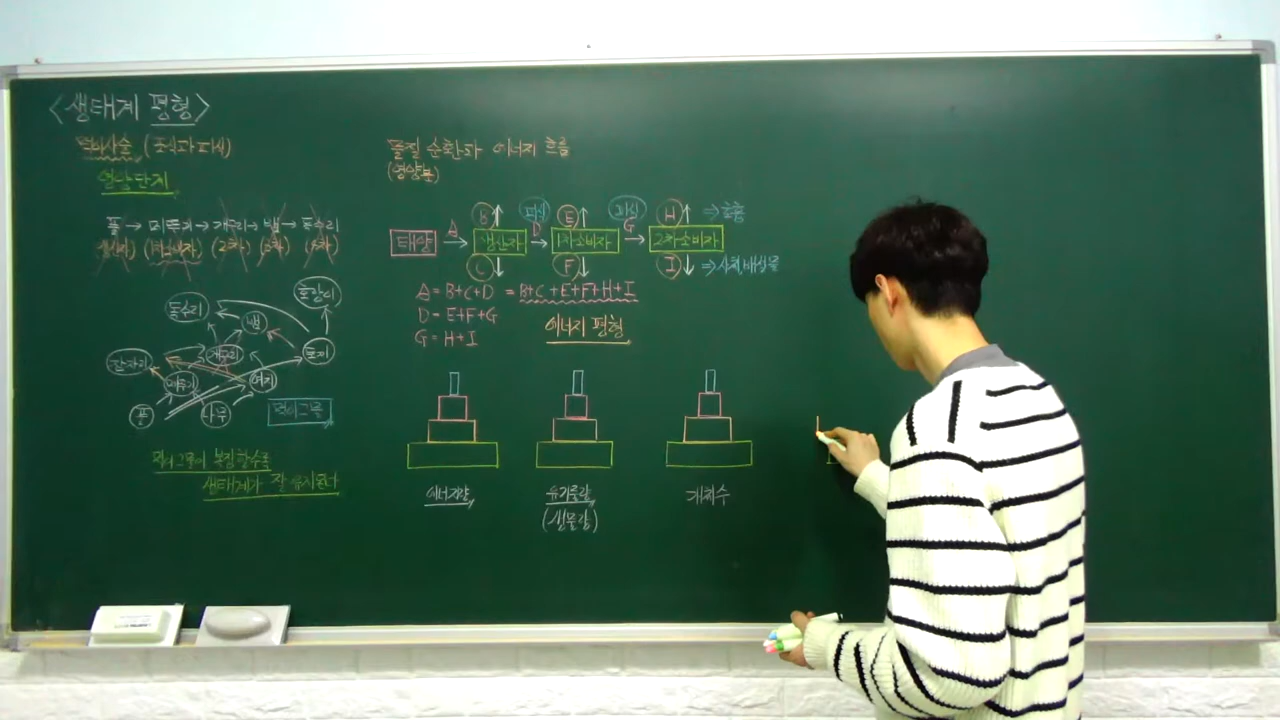 <생태계 평형>
먹이사슬 (포식과 피식)
영양단계
풀 → 메뚜기 → 개구리 → 뱀 → 독수리
(생산자) (1차소비자) (2차) (3차)
독수리 호랑이
뱀
개구리 토끼
메뚜기
풀 나무
먹이그물
먹이그물이 복잡할수록
생태계가 잘 유지된다
물질 순환과 에너지 흐름
(영양분)
B↑ 피식 E↑ 피식 H↑ ⇒ 호흡
태양 A → 생산자 D → 1차소비자 G → 2차소비자
C↓ F↓ I↓ ⇒ 사체, 배설물
A = B+C+D = B+C+E+F+H+I
D = E+F+G
G = H+I
에너지 평형
에너지량 유기물량 개체수
(생물량)